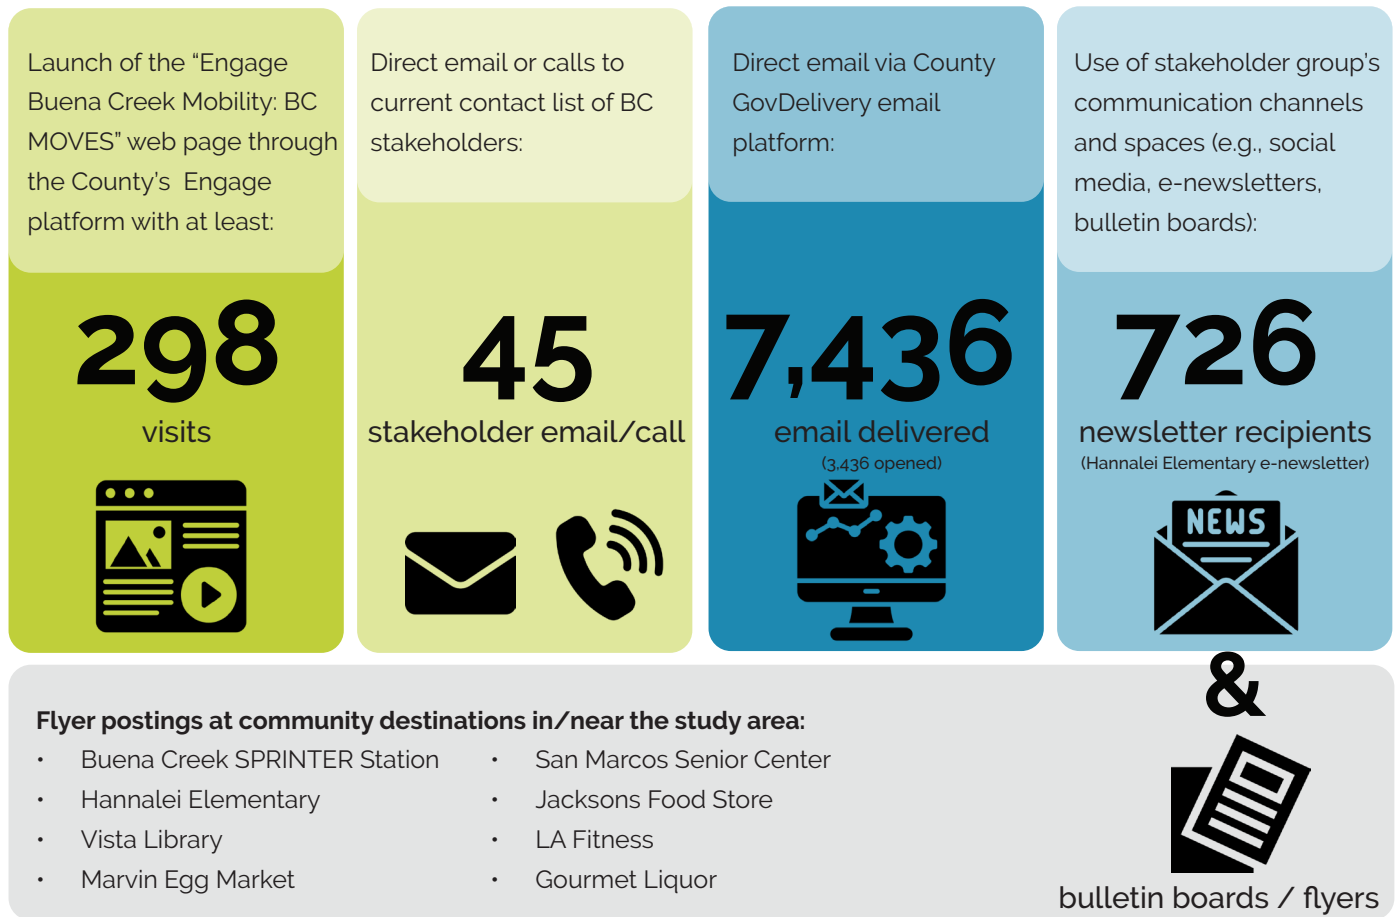 Launch of the “Engage
Buena Creek Mobility: BC
MOVES” web page through
the County’s Engage
platform with at least:
298
visits
Direct email or calls to
current contact list of BC
stakeholders:
45
stakeholder email/call
Direct email via County
GovDelivery email
platform:
7,436
email delivered
(3,436 opened)
Use of stakeholder group’s
communication channels
and spaces (e.g., social
media, e-newsletters,
bulletin boards):
726
newsletter recipients
(Hannalei Elementary e-newsletter)
NEWS
&
bulletin boards / flyers
Flyer postings at community destinations in/near the study area:
• Buena Creek SPRINTER Station
• Hannalei Elementary
• Vista Library
• Marvin Egg Market
• San Marcos Senior Center
• Jacksons Food Store
• LA Fitness
• Gourmet Liquor